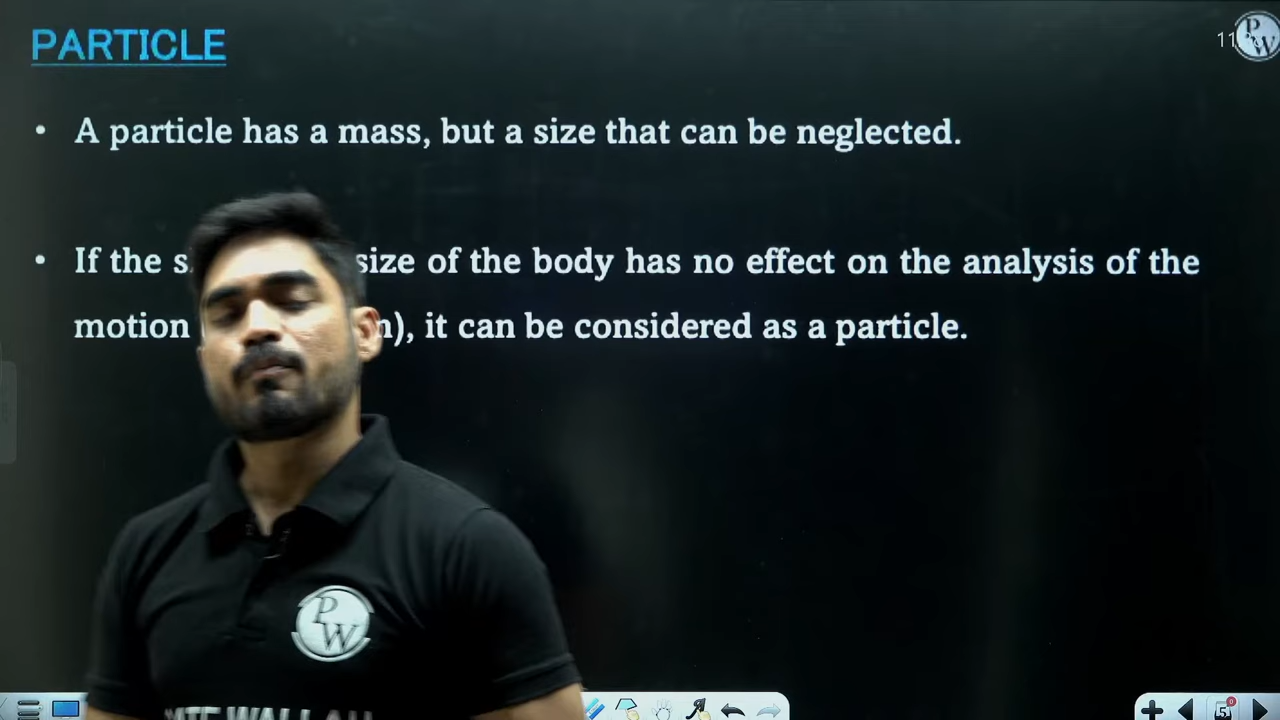 PARTICLE
11
PW
• A particle has a mass, but a size that can be neglected.
• If the size of the body has no effect on the analysis of the
motion it can be considered as a particle.
PW